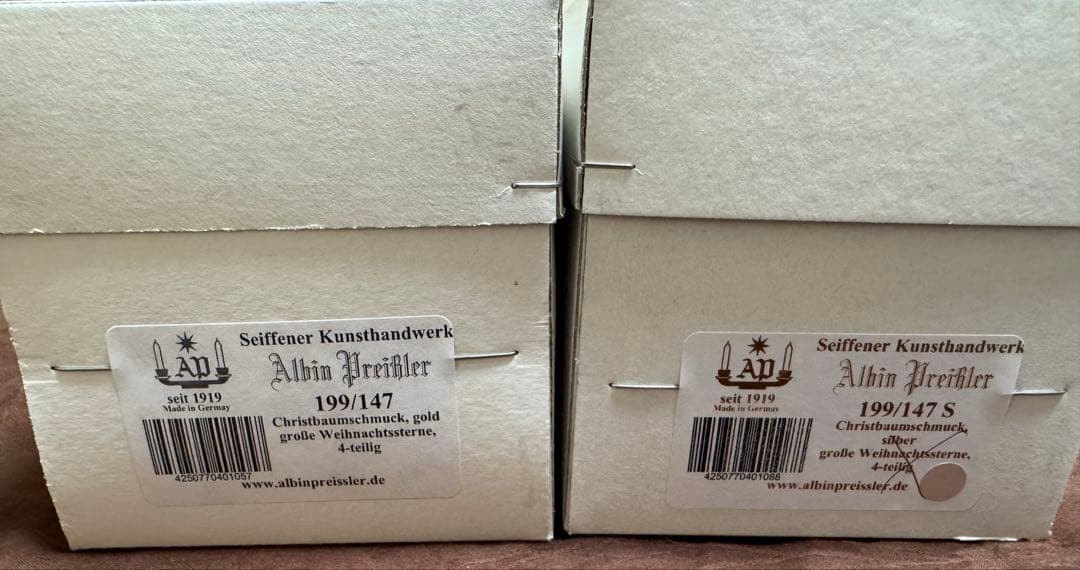 Seiffener Kunsthandwerk
AP
Albin Preißler
seit 1919
Made in Germay
199/147
Christbaumschmuck, gold
große Weihnachtssterne,
4-teilig
4250770401057
www.albinpreissler.de
Seiffener Kunsthandwerk
AP
Albin Preißler
seit 1919
Made in Germay
199/147 S
Christbaumschmuck,
silber
große Weihnachtssterne,
4-teilig
4250770401088
www.albinpreissler.de